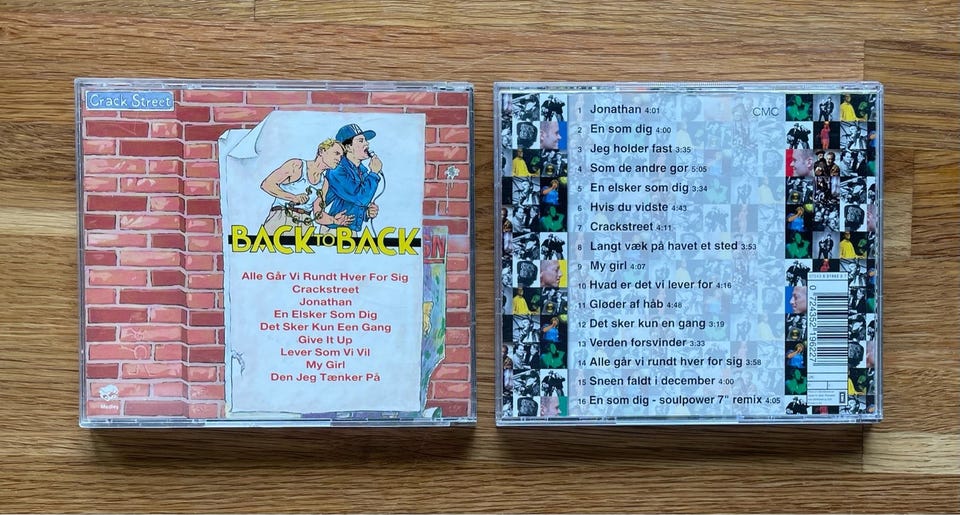 Crack Street
BACK TO BACK
Alle Går Vi Rundt Hver For Sig
Crackstreet
Jonathan
En Elsker Som Dig
Det Sker Kun Een Gang
Give It Up
Lever Som Vi Vil
My Girl
Den Jeg Tænker På
Medley
CMC
1 Jonathan 4:01
2 En som dig 4:00
3 Jeg holder fast 3:35
4 Som de andre gør 5:05
5 En elsker som dig 3:34
6 Hvis du vidste 4:43
7 Crackstreet 4:11
8 Langt væk på havet et sted 3:53
9 My girl 4:07
10 Hvad er det vi lever for 4:16
11 Gløder af håb 4:48
12 Det sker kun en gang 3:19
13 Verden forsvinder 3:33
14 Alle går vi rundt hver for sig 3:58
15 Sneen faldt i december 4:00
16 En som dig - soulpower 7" remix 4:05